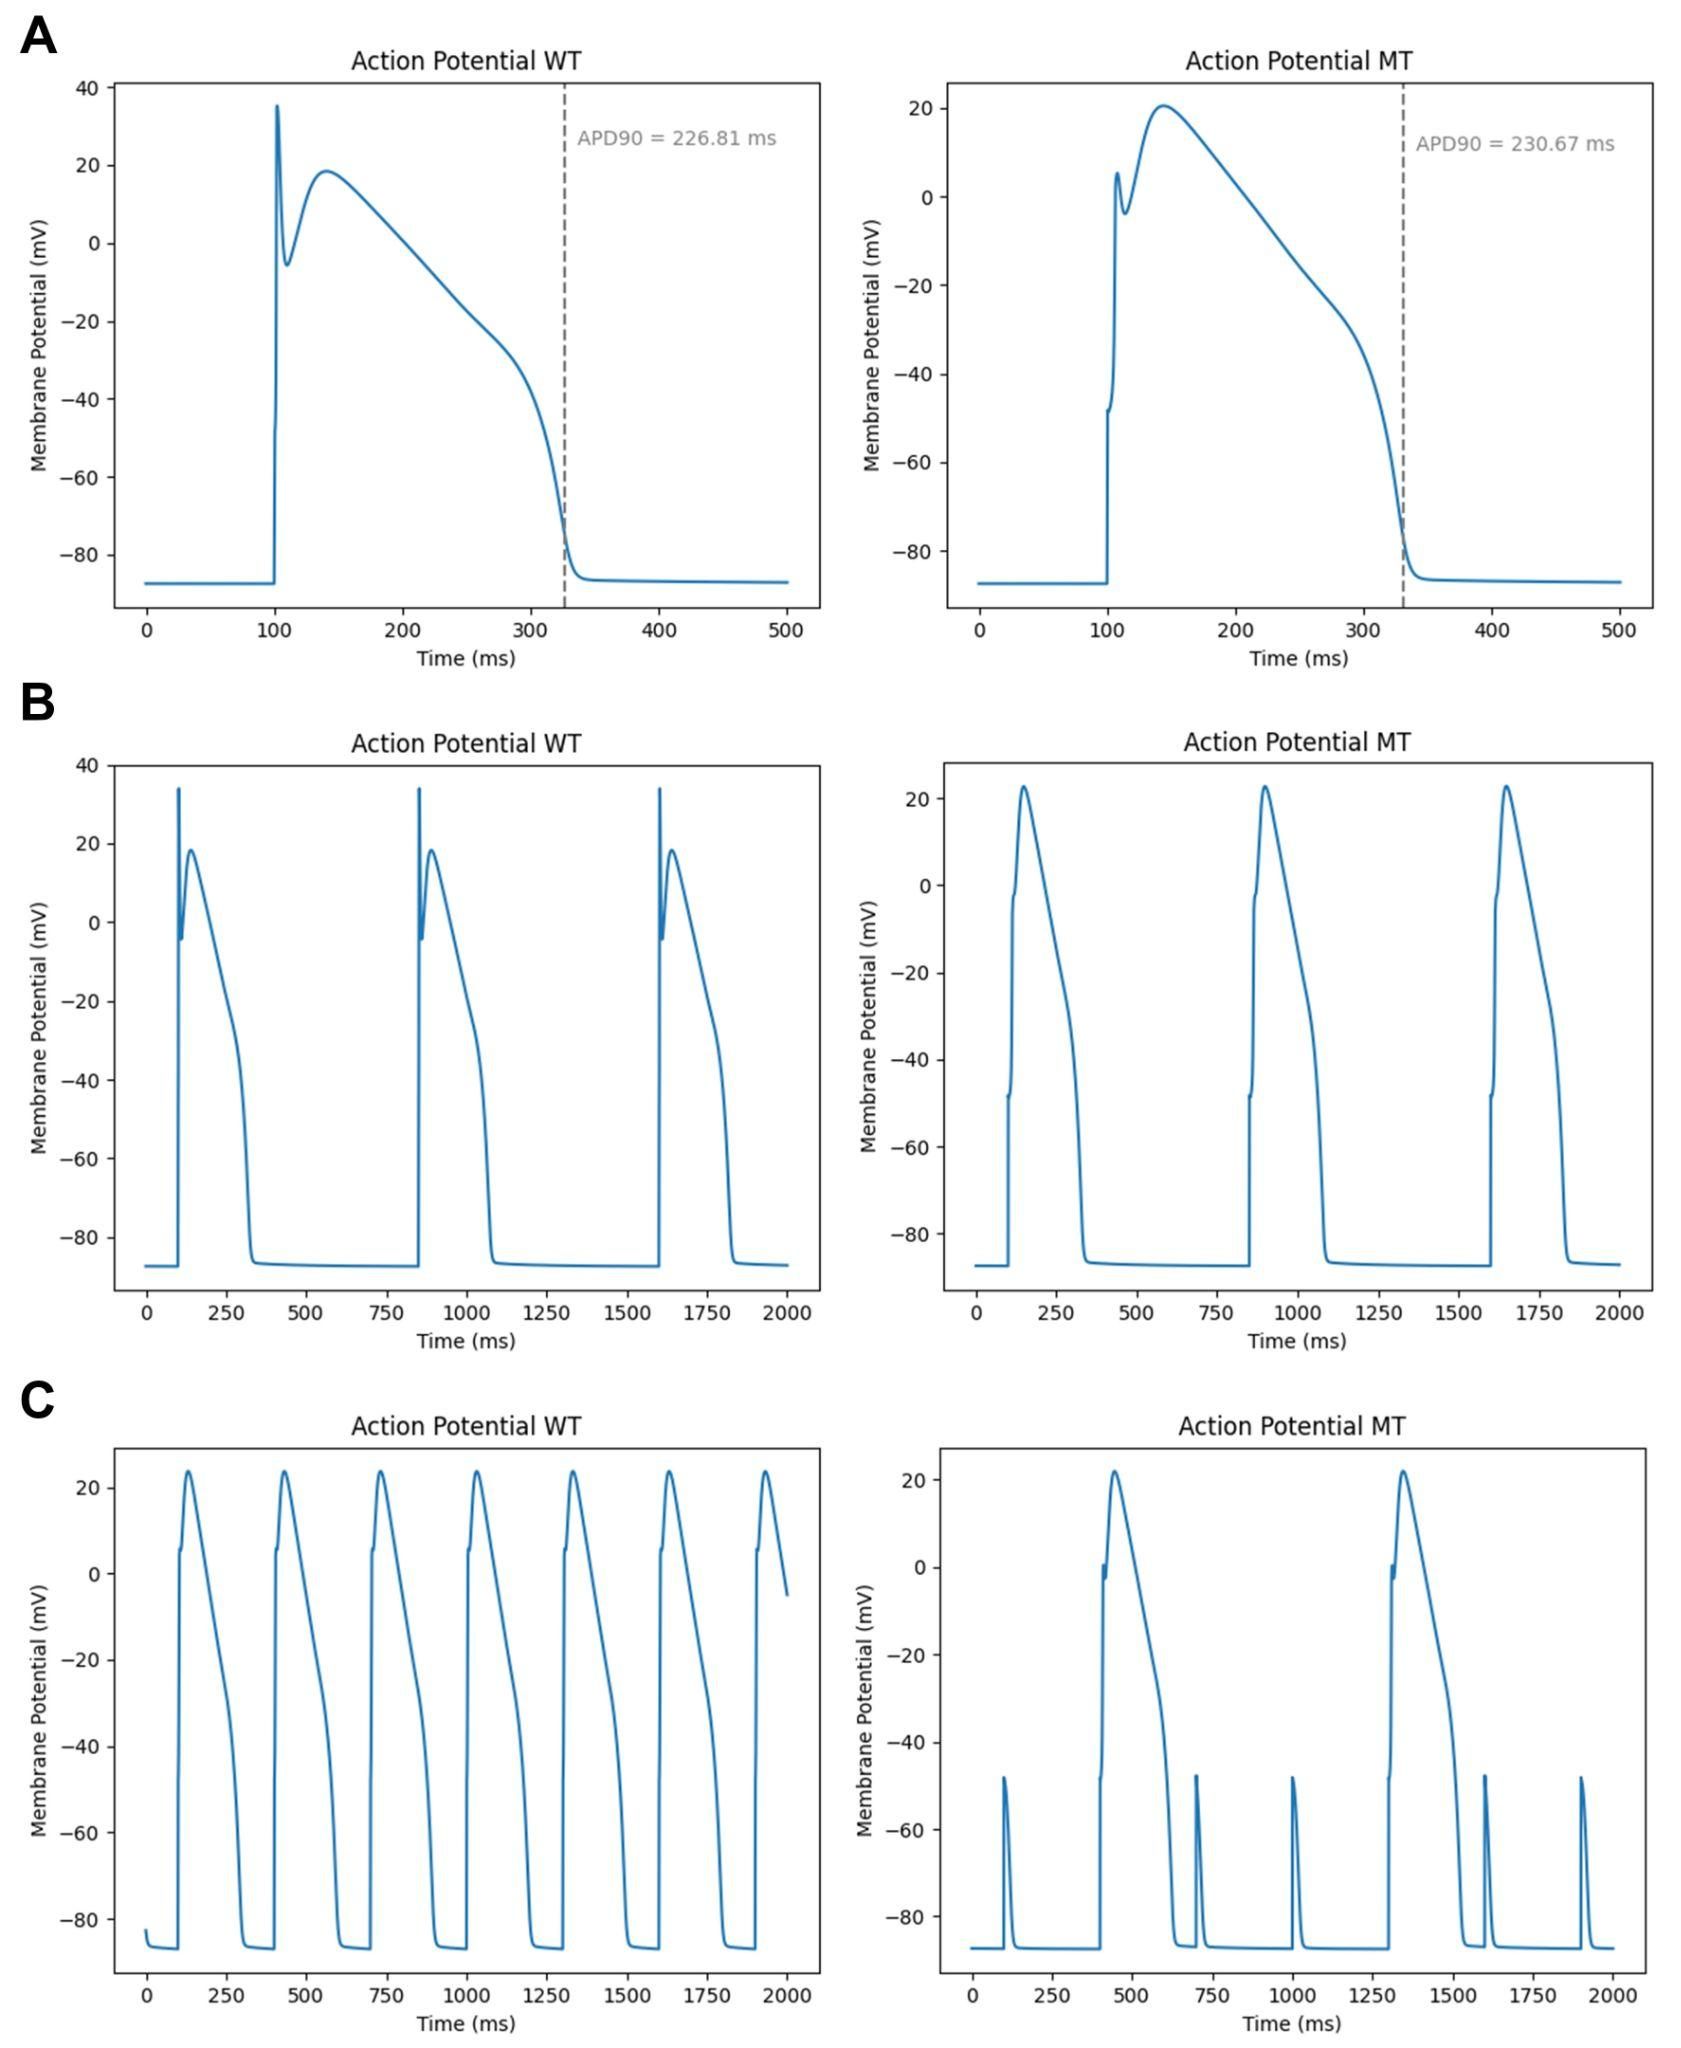 A
Action Potential WT
40
20
0
−20
−40
−60
−80
Membrane Potential (mV)
APD90 = 226.81 ms
0 100 200 300 400 500
Time (ms)
Action Potential MT
20
0
−20
−40
−60
−80
Membrane Potential (mV)
APD90 = 230.67 ms
0 100 200 300 400 500
Time (ms)
B
Action Potential WT
40
20
0
−20
−40
−60
−80
Membrane Potential (mV)
0 250 500 750 1000 1250 1500 1750 2000
Time (ms)
Action Potential MT
20
0
−20
−40
−60
−80
Membrane Potential (mV)
0 250 500 750 1000 1250 1500 1750 2000
Time (ms)
C
Action Potential WT
20
0
−20
−40
−60
−80
Membrane Potential (mV)
0 250 500 750 1000 1250 1500 1750 2000
Time (ms)
Action Potential MT
20
0
−20
−40
−60
−80
Membrane Potential (mV)
0 250 500 750 1000 1250 1500 1750 2000
Time (ms)